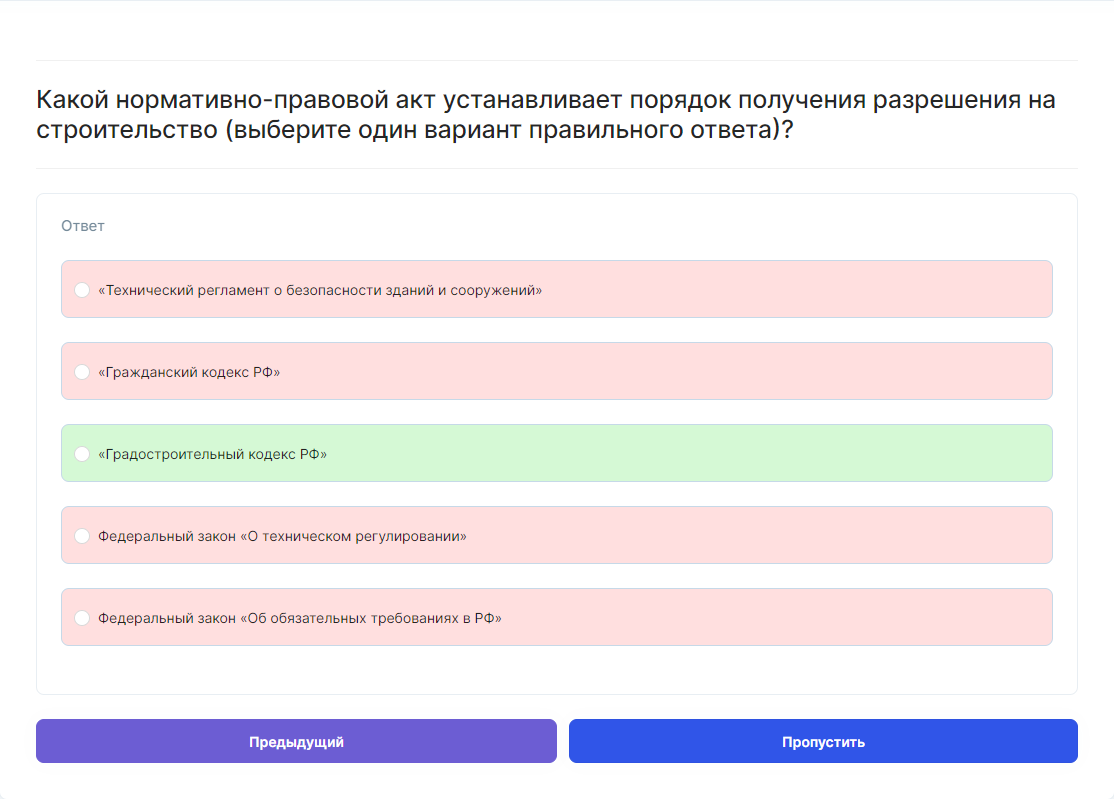 Какой нормативно-правовой акт устанавливает порядок получения разрешения на
строительство (выберите один вариант правильного ответа)?
Ответ
«Технический регламент о безопасности зданий и сооружений»
«Гражданский кодекс РФ»
«Градостроительный кодекс РФ»
Федеральный закон «О техническом регулировании»
Федеральный закон «Об обязательных требованиях в РФ»
Предыдущий
Пропустить